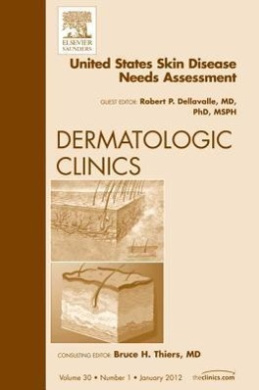 ELSEVIER
SAUNDERS
United States Skin Disease
Needs Assessment
GUEST EDITOR: Robert P. Dellavalle, MD,
PhD, MSPH
DERMATOLOGIC
CLINICS
CONSULTING EDITOR: Bruce H. Thiers, MD
Volume 30 • Number 1 • January 2012
theclinics.com